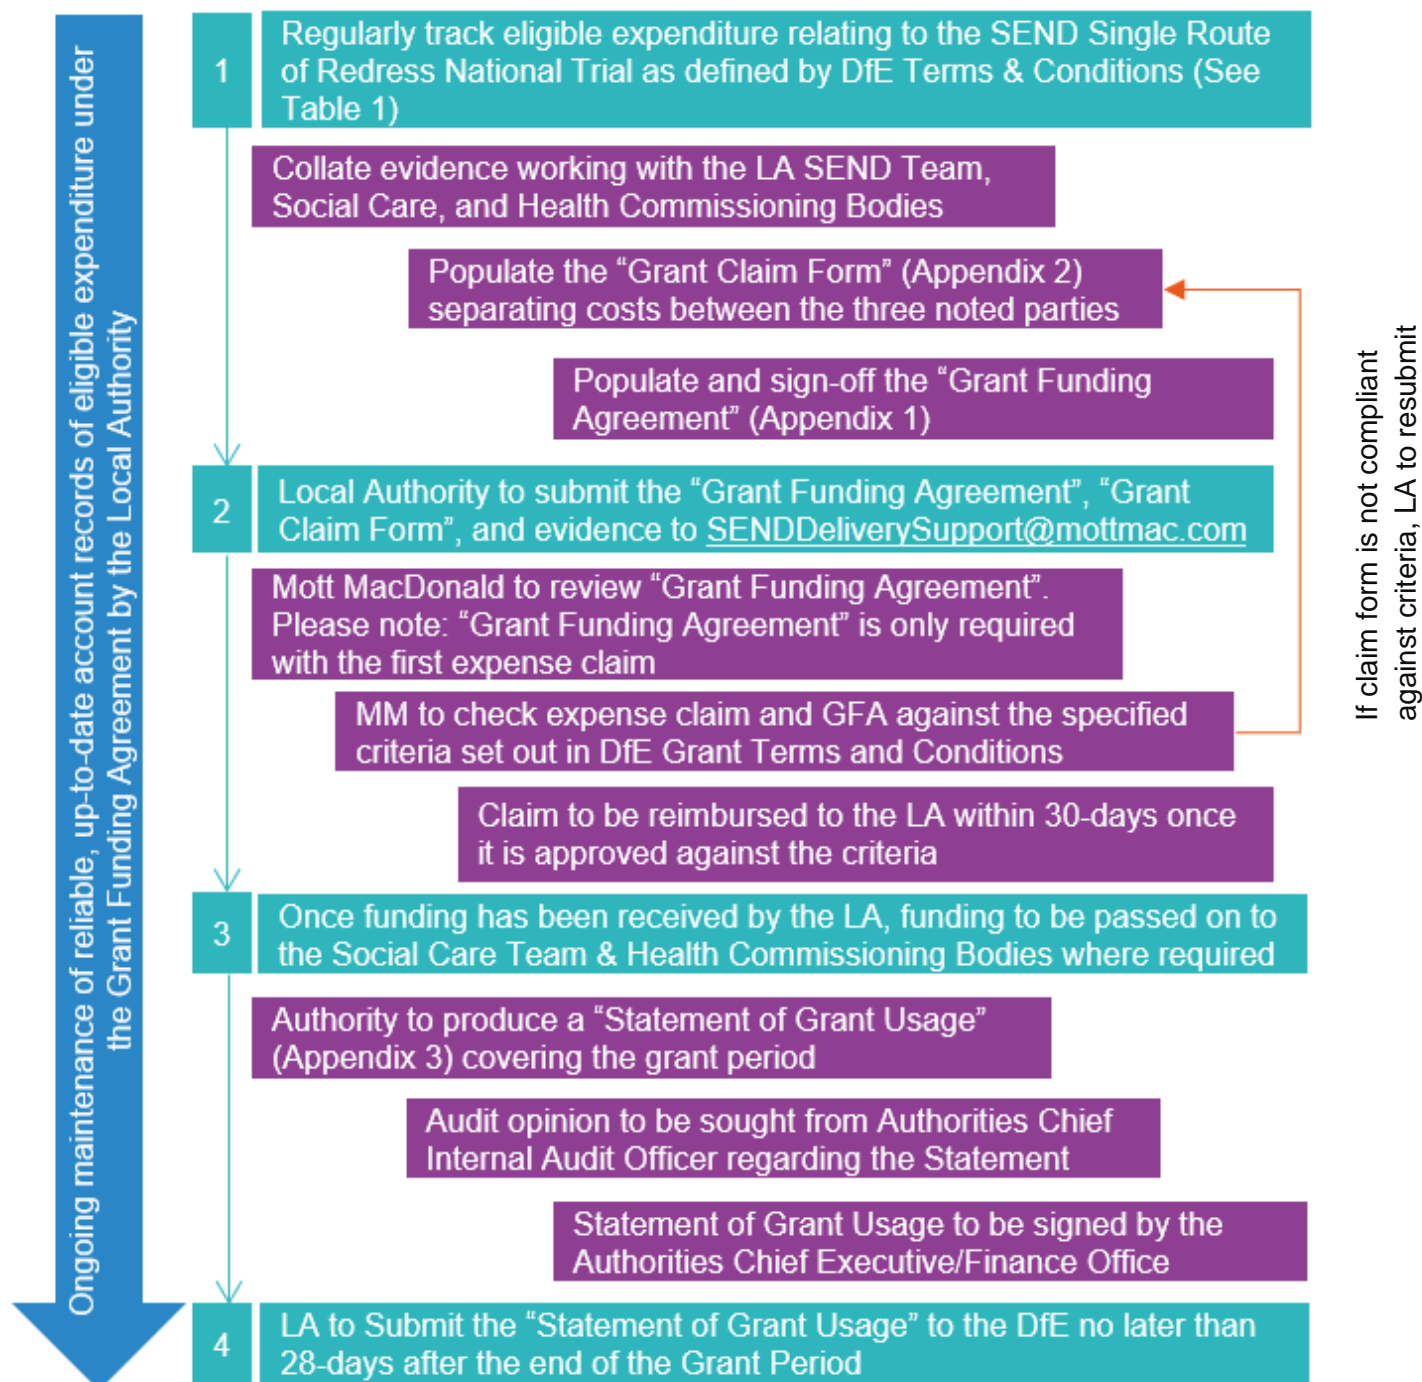 Ongoing maintenance of reliable, up-to-date account records of eligible expenditure under
the Grant Funding Agreement by the Local Authority
1
Regularly track eligible expenditure relating to the SEND Single Route
of Redress National Trial as defined by DfE Terms & Conditions (See
Table 1)
Collate evidence working with the LA SEND Team,
Social Care, and Health Commissioning Bodies
Populate the “Grant Claim Form” (Appendix 2)
separating costs between the three noted parties
Populate and sign-off the “Grant Funding
Agreement” (Appendix 1)
If claim form is not compliant
against criteria, LA to resubmit
2
Local Authority to submit the “Grant Funding Agreement”, “Grant
Claim Form”, and evidence to SENDDeliverySupport@mottmac.com
Mott MacDonald to review “Grant Funding Agreement”.
Please note: “Grant Funding Agreement” is only required
with the first expense claim
MM to check expense claim and GFA against the specified
criteria set out in DfE Grant Terms and Conditions
Claim to be reimbursed to the LA within 30-days once
it is approved against the criteria
3
Once funding has been received by the LA, funding to be passed on to
the Social Care Team & Health Commissioning Bodies where required
Authority to produce a “Statement of Grant Usage”
(Appendix 3) covering the grant period
Audit opinion to be sought from Authorities Chief
Internal Audit Officer regarding the Statement
Statement of Grant Usage to be signed by the
Authorities Chief Executive/Finance Office
4
LA to Submit the “Statement of Grant Usage” to the DfE no later than
28-days after the end of the Grant Period